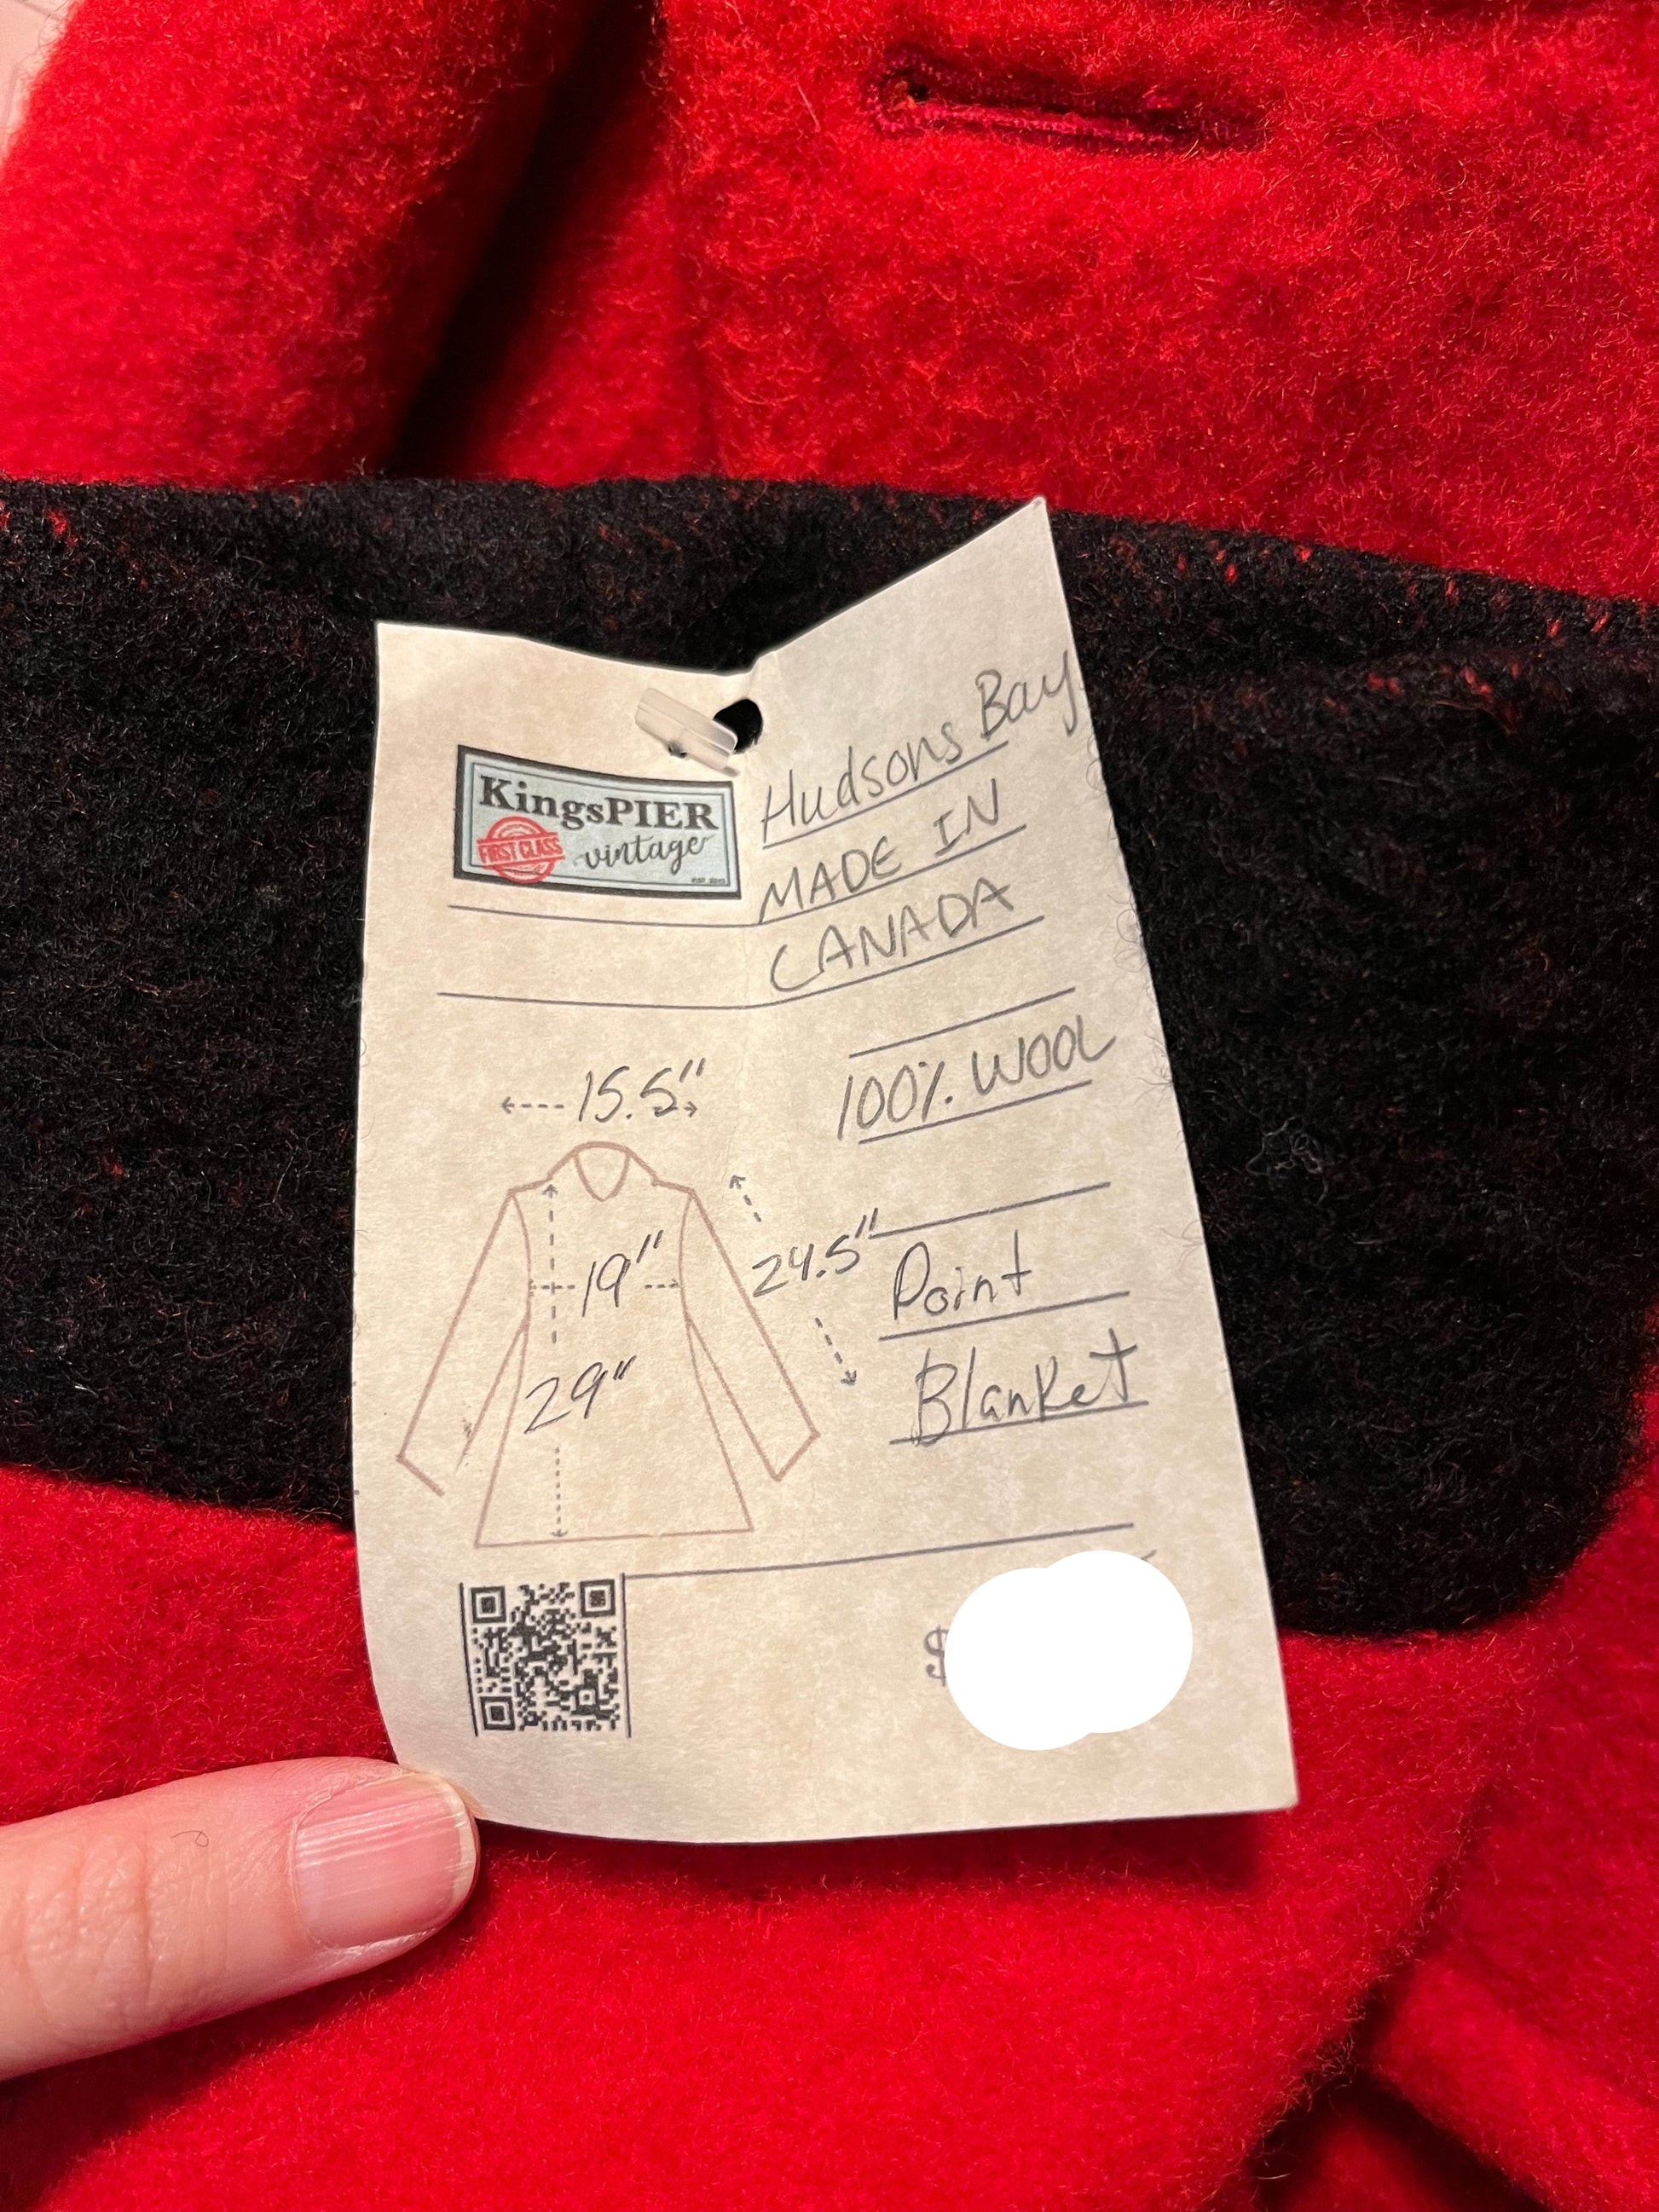 KingsPIER
FIRST CLASS
vintage
Hudsons Bay
MADE IN
CANADA
100% WOOL
15.5"
19"
24.5"
29"
Point
Blanket
$